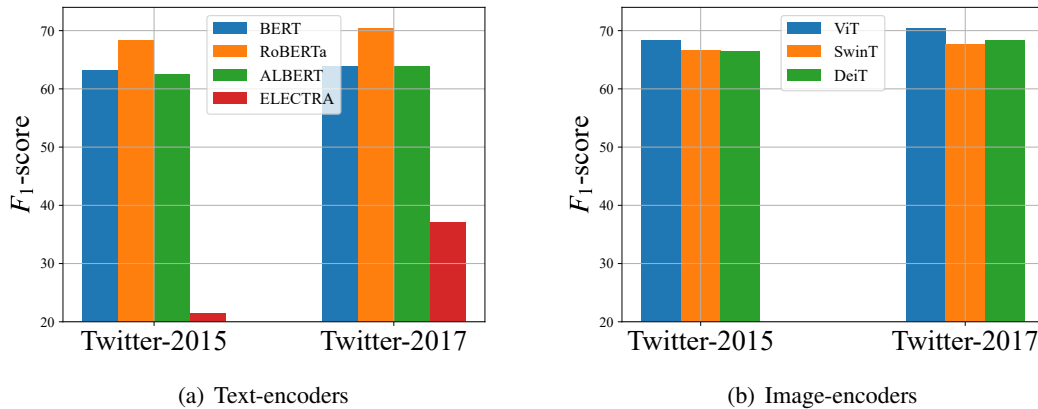 70
60
50
40
30
20
F1-score
BERT
RoBERTa
ALBERT
ELECTRA
Twitter-2015
Twitter-2017
(a) Text-encoders
70
60
50
40
30
20
F1-score
ViT
SwinT
DeiT
Twitter-2015
Twitter-2017
(b) Image-encoders